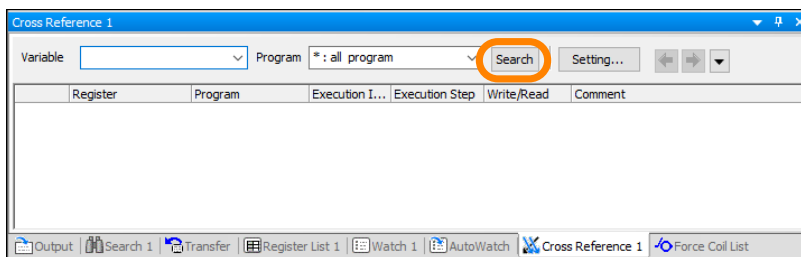 Cross Reference 1
Variable Program * : all program Search Setting...
Register Program Execution I... Execution Step Write/Read Comment
Output Search 1 Transfer Register List 1 Watch 1 AutoWatch Cross Reference 1 Force Coil List